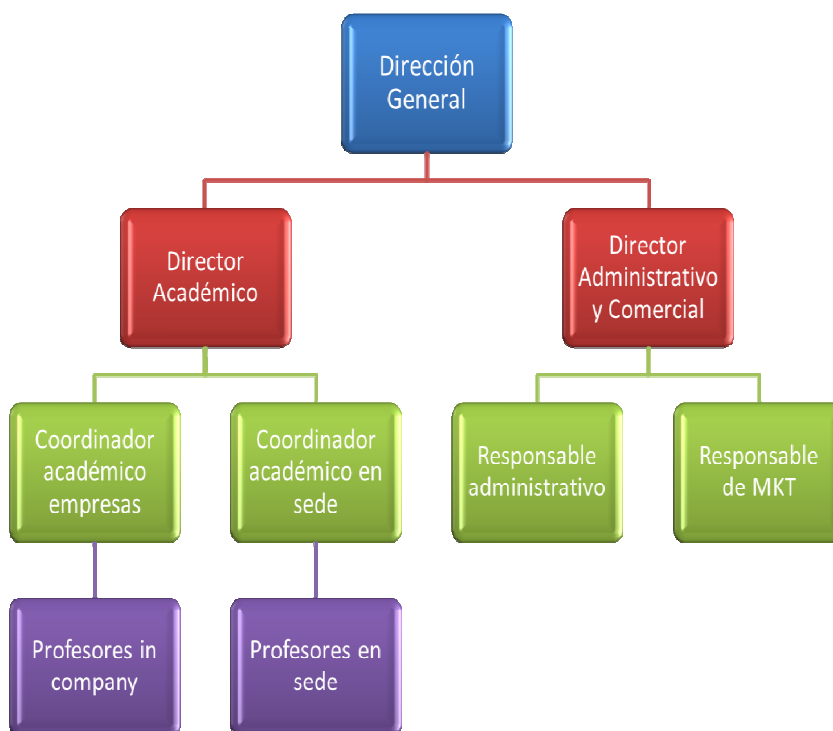 Dirección
General
Director
Académico
Director
Administrativo
y Comercial
Coordinador
académico
empresas
Coordinador
académico en
sede
Responsable
administrativo
Responsable
de MKT
Profesores in
company
Profesores en
sede